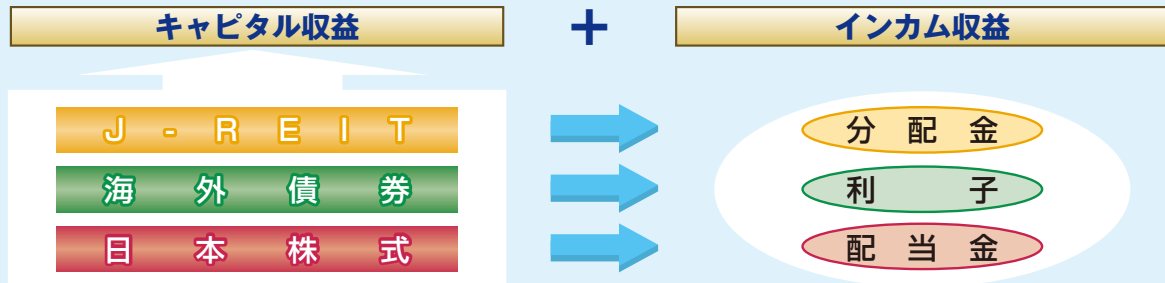 キャピタル収益
+
インカム収益
J-REIT
分配金
海外債券
利子
日本株式
配当金